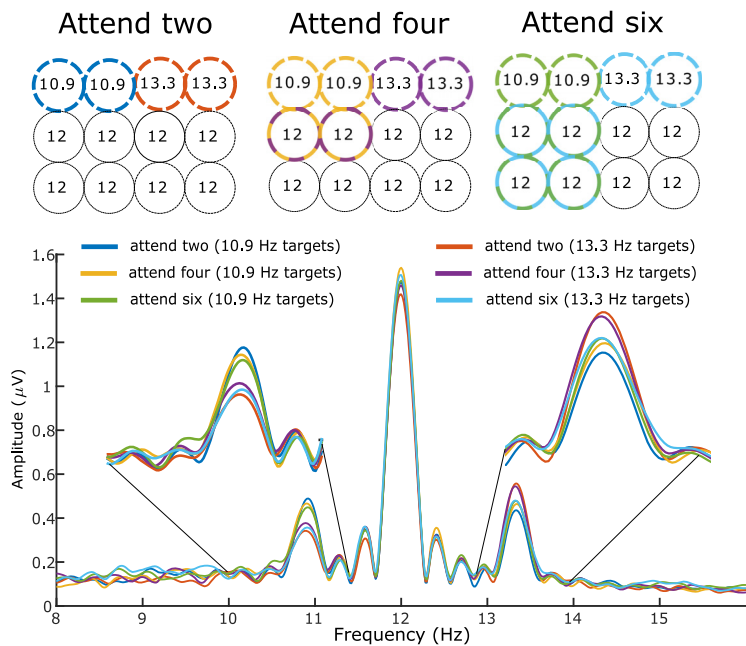 Attend two Attend four Attend six
10.9 10.9 13.3 13.3 10.9 10.9 13.3 13.3 10.9 10.9 13.3 13.3
12 12 12 12 12 12 12 12 12 12 12 12
12 12 12 12 12 12 12 12 12 12 12 12
attend two (10.9 Hz targets) attend two (13.3 Hz targets)
attend four (10.9 Hz targets) attend four (13.3 Hz targets)
attend six (10.9 Hz targets) attend six (13.3 Hz targets)
Amplitude (μV)
1.6
1.4
1.2
1
0.8
0.6
0.4
0.2
0
8 9 10 11 12 13 14 15
Frequency (Hz)